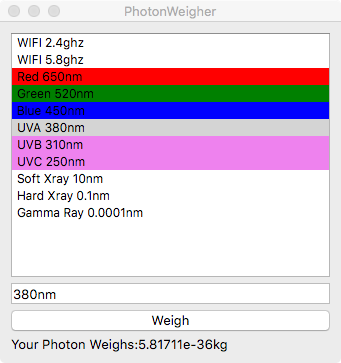 PhotonWeigher
WIFI 2.4ghz
WIFI 5.8ghz
Red 650nm
Green 520nm
Blue 450nm
UVA 380nm
UVB 310nm
UVC 250nm
Soft Xray 10nm
Hard Xray 0.1nm
Gamma Ray 0.0001nm
380nm
Weigh
Your Photon Weighs:5.81711e-36kg